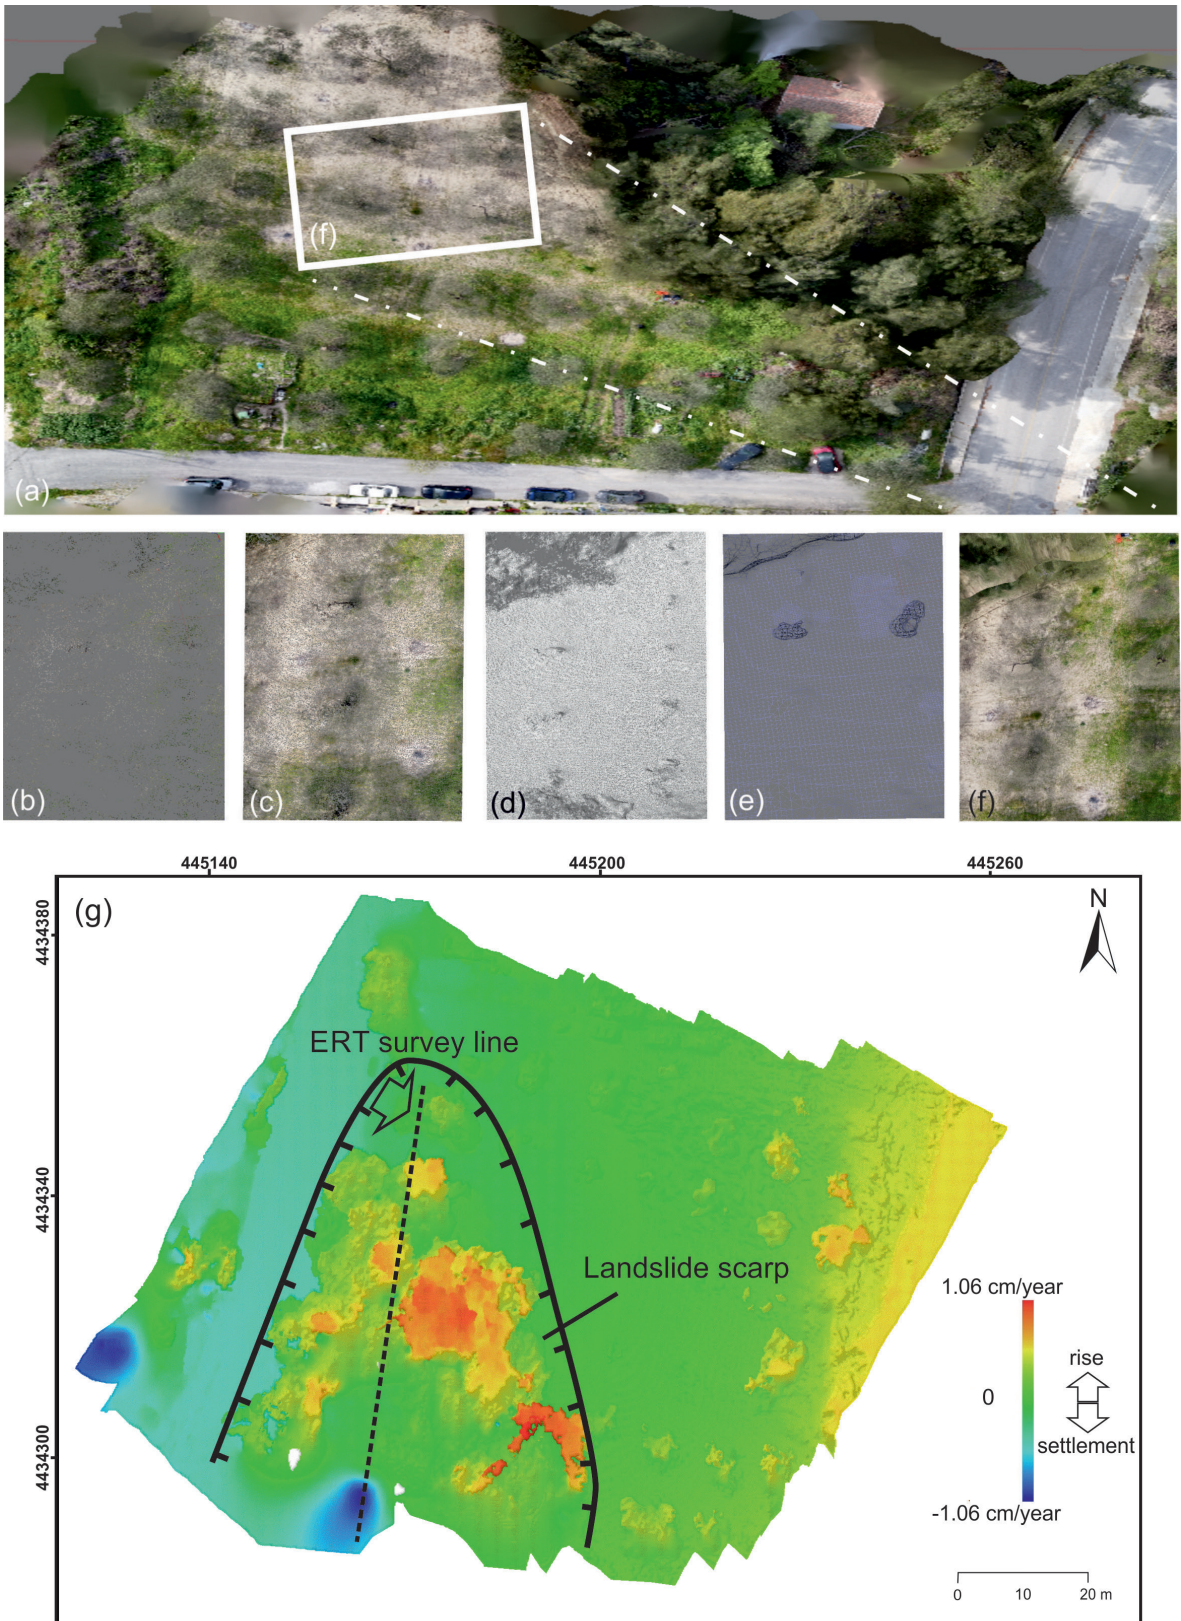 (f)
(a)
(b)
(c)
(d)
(e)
(f)
445140
445200
445260
(g)
N
4434380
ERT survey line
4434340
Landslide scarp
1.06 cm/year
rise
0
settlement
-1.06 cm/year
4434300
0 10 20 m